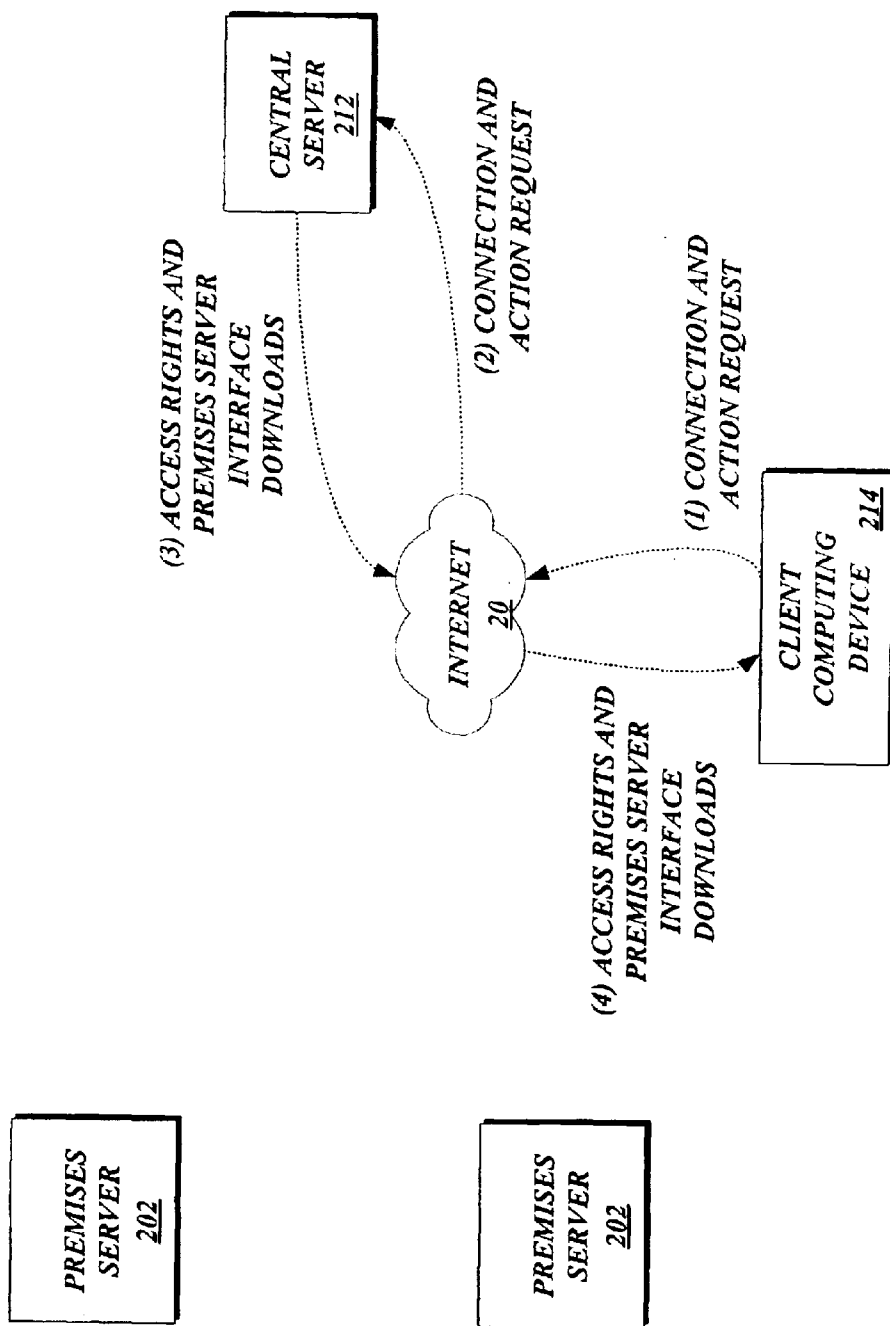 PREMISES
SERVER
202
PREMISES
SERVER
202
(3) ACCESS RIGHTS AND
PREMISES SERVER
INTERFACE
DOWNLOADS
CENTRAL
SERVER
212
(2) CONNECTION AND
ACTION REQUEST
INTERNET
20
(4) ACCESS RIGHTS AND
PREMISES SERVER
INTERFACE
DOWNLOADS
(1) CONNECTION AND
ACTION REQUEST
CLIENT
COMPUTING
DEVICE
214